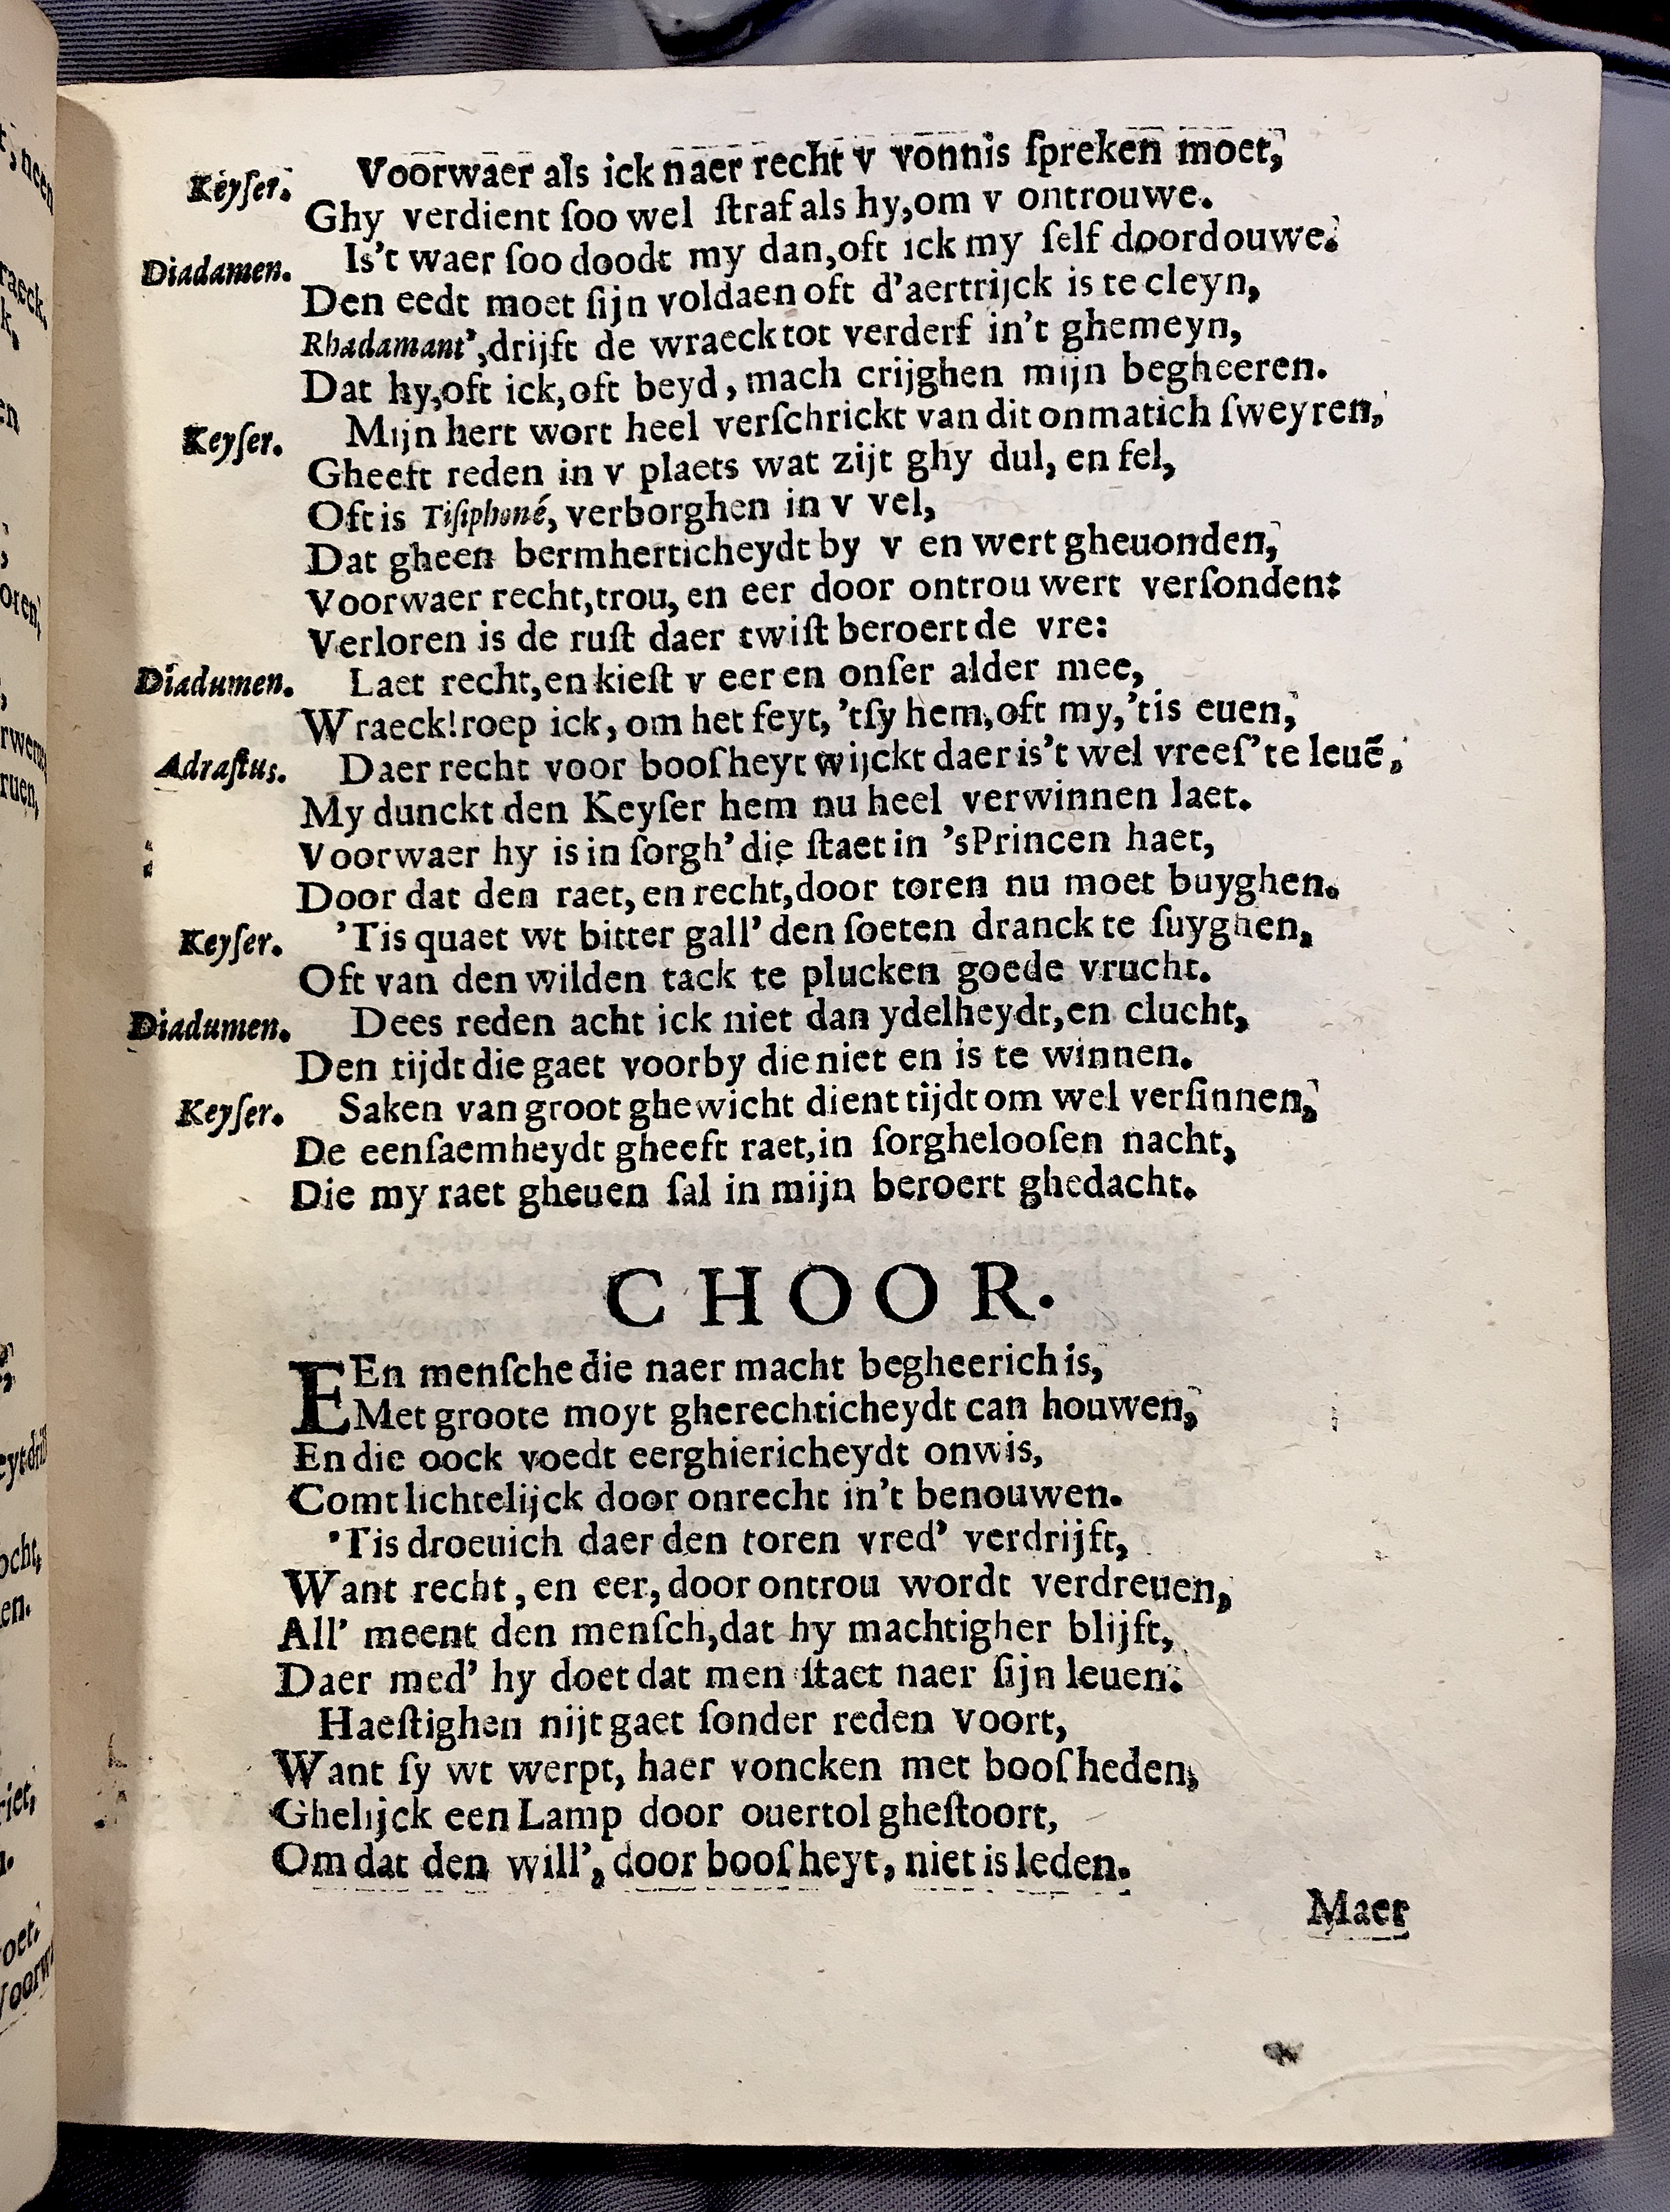 Keyſer. Voorwaer als ick naer recht v vonnis ſpreken moet,
Ghy verdient ſoo wel ſtraf als hy, om v ontrouwe.
Diadamen. Is't waer ſoo doodt my dan, oft ick my ſelf doordouwe.
Den eedt moet ſijn voldaen oft d'aertrijck is te cleyn,
Rhadamant', drijft de wraeck tot verderf in't ghemeyn,
Dat hy, oft ick, oft beyd, mach crijghen mijn begheeren.
Keyſer. Mijn hert wort heel verſchrickt van dit onmatich ſweyren,
Gheeft reden in v plaets wat zijt ghy dul, en fel,
Oft is Tiſiphoné, verborghen in v vel,
Dat gheen bermherticheydt by v en wert gheuonden,
Voorwaer recht, trou, en eer door ontrou wert verſonden:
Verloren is de ruſt daer twiſt beroert de vre:
Diadumen. Laet recht, en kieſt v eer en onſer alder mee,
Wraeck! roep ick, om het feyt, 'tſy hem, oft my, 'tis euen,
Adraſtus. Daer recht voor booſheyt wijckt daer is't wel vreeſ' te leuē,
My dunckt den Keyſer hem nu heel verwinnen laet.
Voorwaer hy is in ſorgh' die ſtaet in 'sPrincen haet,
Door dat den raet, en recht, door toren nu moet buyghen.
Keyſer. 'Tis quaet wt bitter gall' den ſoeten dranck te ſuyghen,
Oft van den wilden tack te plucken goede vrucht.
Diadumen. Dees reden acht ick niet dan ydelheydt, en clucht,
Den tijdt die gaet voorby die niet en is te winnen.
Keyſer. Saken van groot ghewicht dient tijdt om wel verſinnen,
De eenſaemheydt gheeft raet, in ſorghelooſen nacht,
Die my raet gheuen ſal in mijn beroert ghedacht.
CHOOR.
EEn menſche die naer macht begheerich is,
Met groote moyt gherechticheydt can houwen,
En die oock voedt eerghiericheydt onwis,
Comt lichtelijck door onrecht in't benouwen.
'Tis droeuich daer den toren vred' verdrijft,
Want recht, en eer, door ontrou wordt verdreuen,
All' meent den menſch, dat hy machtigher blijft,
Daer med' hy doet dat men ſtaet naer ſijn leuen.
Haeſtighen nijt gaet ſonder reden voort,
Want ſy wt werpt, haer voncken met booſheden,
Ghelijck een Lamp door ouertol gheſtoort,
Om dat den will', door booſheyt, niet is leden.
Maer